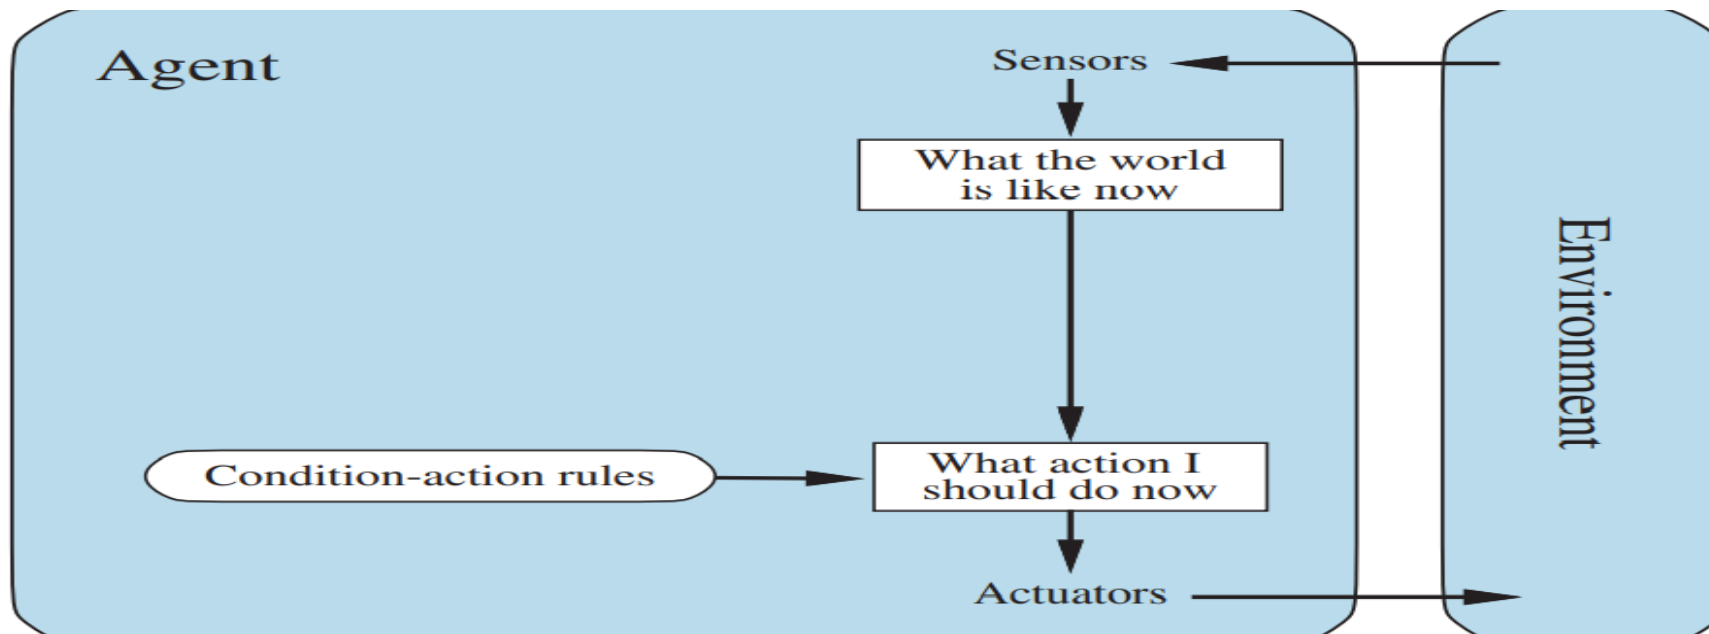 Agent
Sensors
What the world
is like now
Environment
Condition-action rules
What action I
should do now
Actuators